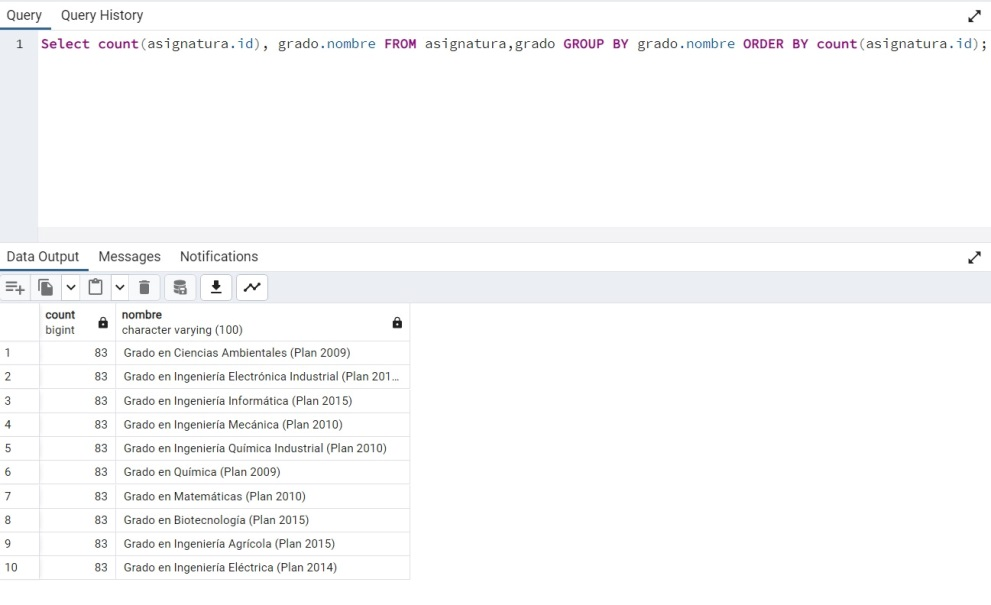 Query Query History
1 Select count(asignatura.id), grado.nombre FROM asignatura,grado GROUP BY grado.nombre ORDER BY count(asignatura.id);
Data Output Messages Notifications
count nombre
bigint character varying (100)
1 83 Grado en Ciencias Ambientales (Plan 2009)
2 83 Grado en Ingeniería Electrónica Industrial (Plan 201...
3 83 Grado en Ingeniería Informática (Plan 2015)
4 83 Grado en Ingeniería Mecánica (Plan 2010)
5 83 Grado en Ingeniería Química Industrial (Plan 2010)
6 83 Grado en Química (Plan 2009)
7 83 Grado en Matemáticas (Plan 2010)
8 83 Grado en Biotecnología (Plan 2015)
9 83 Grado en Ingeniería Agrícola (Plan 2015)
10 83 Grado en Ingeniería Eléctrica (Plan 2014)